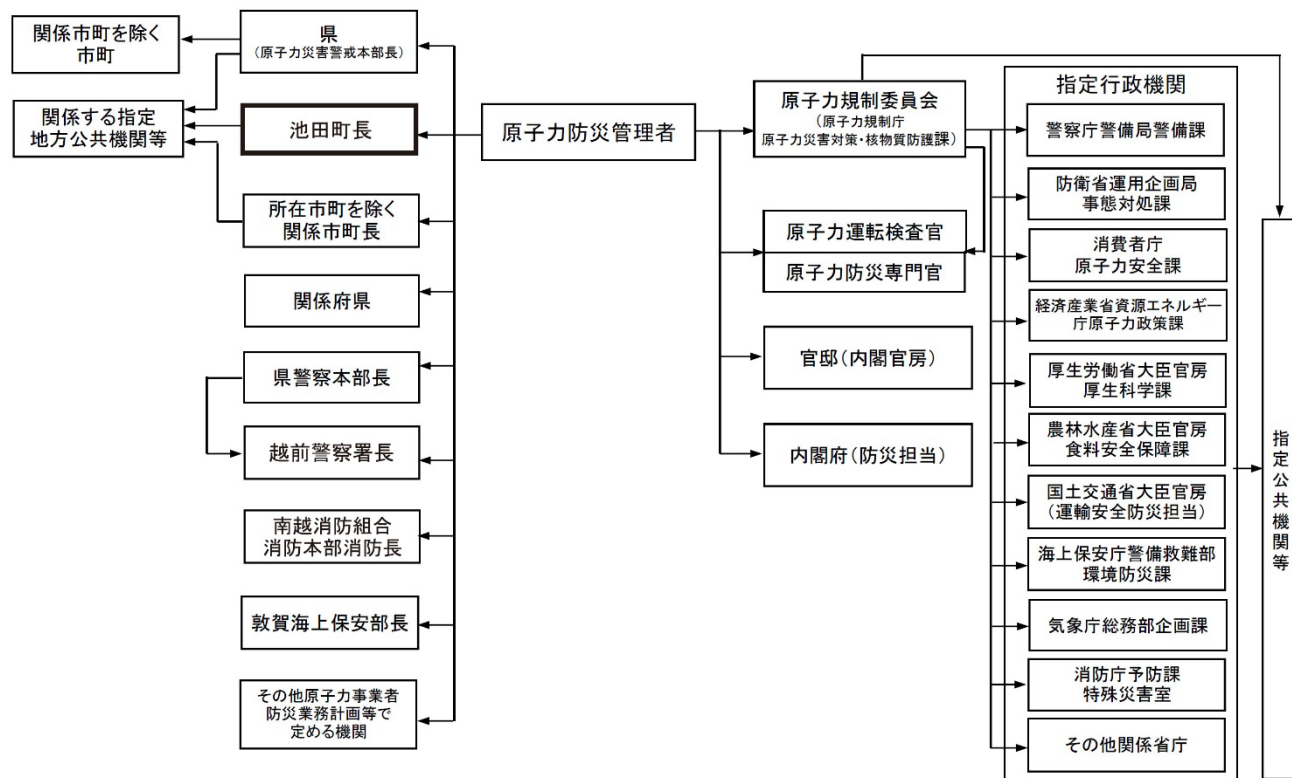 関係市町を除く
市町
県
(原子力災害警戒本部長)
関係する指定
地方公共機関等
池田町長
所在市町を除く
関係市町長
関係府県
県警察本部長
越前警察署長
南越消防組合
消防本部消防長
敦賀海上保安部長
その他原子力事業者
防災業務計画等で
定める機関
原子力防災管理者
原子力規制委員会
(原子力規制庁
原子力災害対策・核物質防護課)
原子力運転検査官
原子力防災専門官
官邸(内閣官房)
内閣府(防災担当)
指定行政機関
警察庁警備局警備課
防衛省運用企画局
事態対処課
消費者庁
原子力安全課
経済産業省資源エネルギー
庁原子力政策課
厚生労働省大臣官房
厚生科学課
農林水産省大臣官房
食料安全保障課
国土交通省大臣官房
(運輸安全防災担当)
海上保安庁警備救難部
環境防災課
気象庁総務部企画課
消防庁予防課
特殊災害室
その他関係省庁
指定公共機関等